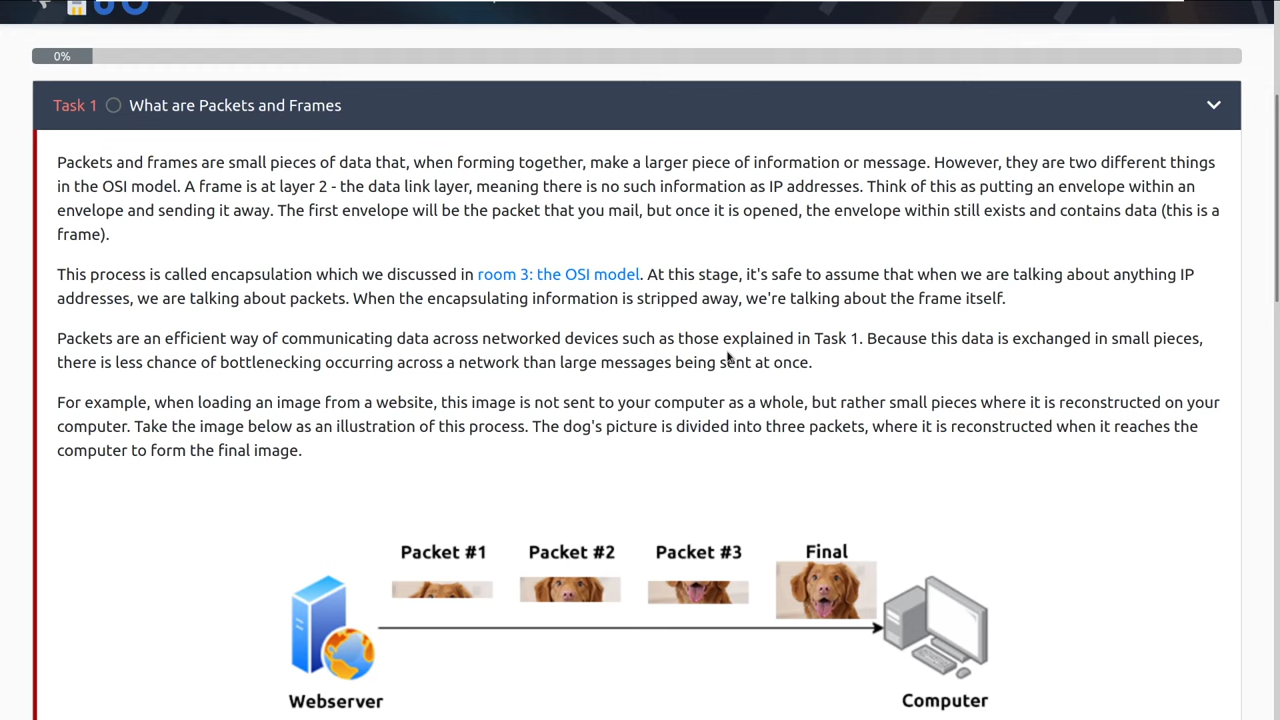 0%
Task 1 What are Packets and Frames
Packets and frames are small pieces of data that, when forming together, make a larger piece of information or message. However, they are two different things
in the OSI model. A frame is at layer 2 - the data link layer, meaning there is no such information as IP addresses. Think of this as putting an envelope within an
envelope and sending it away. The first envelope will be the packet that you mail, but once it is opened, the envelope within still exists and contains data (this is a
frame).
This process is called encapsulation which we discussed in room 3: the OSI model. At this stage, it's safe to assume that when we are talking about anything IP
addresses, we are talking about packets. When the encapsulating information is stripped away, we're talking about the frame itself.
Packets are an efficient way of communicating data across networked devices such as those explained in Task 1. Because this data is exchanged in small pieces,
there is less chance of bottlenecking occurring across a network than large messages being sent at once.
For example, when loading an image from a website, this image is not sent to your computer as a whole, but rather small pieces where it is reconstructed on your
computer. Take the image below as an illustration of this process. The dog's picture is divided into three packets, where it is reconstructed when it reaches the
computer to form the final image.
Packet #1 Packet #2 Packet #3 Final
Webserver Computer